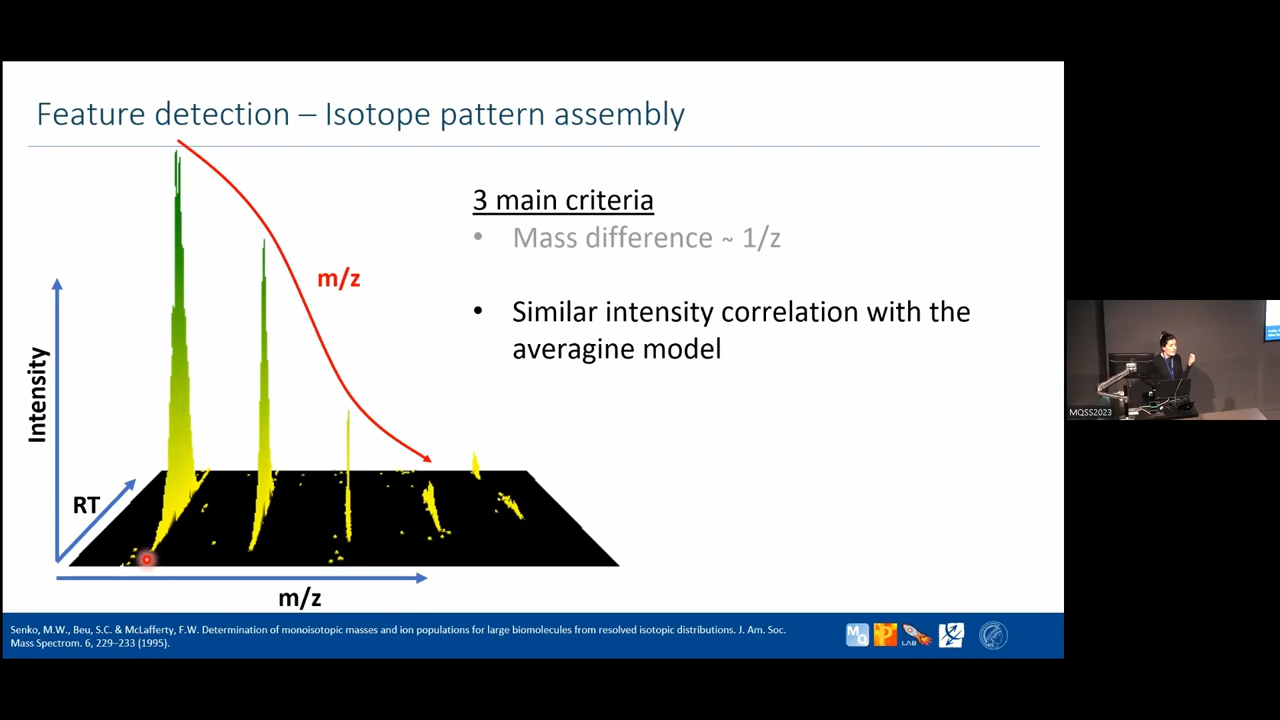 Feature detection – Isotope pattern assembly
3 main criteria
• Mass difference ~ 1/z
• Similar intensity correlation with the
averagine model
m/z
Intensity
RT
m/z
Senko, M.W., Beu, S.C. & McLafferty, F.W. Determination of monoisotopic masses and ion populations for large biomolecules from resolved isotopic distributions. J. Am. Soc.
Mass Spectrom. 6, 229–233 (1995).
MQ
P
LAB
MQSS2023